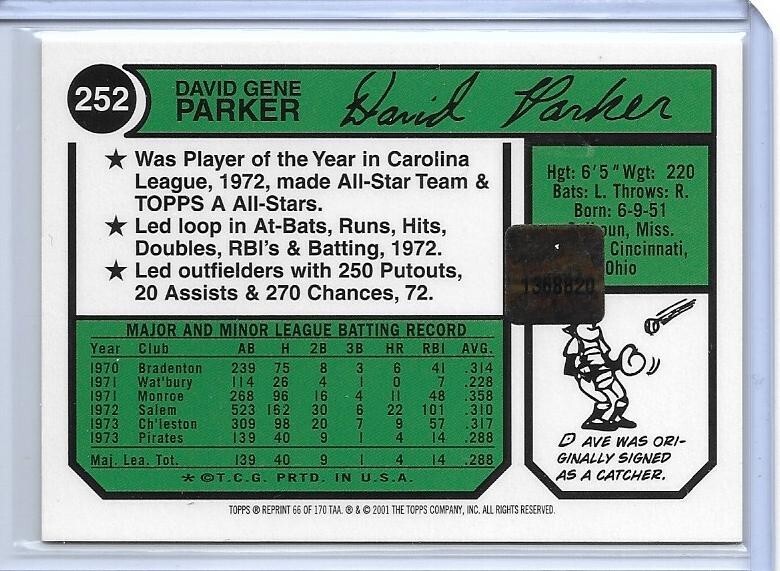 252
DAVID GENE
PARKER
David Parker
★ Was Player of the Year in Carolina
League, 1972, made All-Star Team &
TOPPS A All-Stars.
★ Led loop in At-Bats, Runs, Hits,
Doubles, RBI's & Batting, 1972.
★ Led outfielders with 250 Putouts,
20 Assists & 270 Chances, 72.
Hgt: 6'5" Wgt: 220
Bats: L. Throws: R.
Born: 6-9-51
Miss.
Cincinnati,
Ohio
1368820
MAJOR AND MINOR LEAGUE BATTING RECORD
Year Club AB H 2B 3B HR RBI AVG.
1970 Bradenton 239 75 8 3 6 41 .314
1971 Wat'bury 114 26 4 1 0 7 .228
1971 Monroe 268 96 16 4 11 48 .358
1972 Salem 523 162 30 6 22 101 .310
1973 Ch'leston 309 98 20 7 9 57 .317
1973 Pirates 139 40 9 1 4 14 .288
Maj. Lea. Tot. 139 40 9 1 4 14 .288
* ©T.C.G. PRTD. IN U.S.A.
DAVE WAS ORI-
GINALLY SIGNED
AS A CATCHER.
TOPPS ® REPRINT 66 OF 170 TAA. ® & © 2001 THE TOPPS COMPANY, INC. ALL RIGHTS RESERVED.